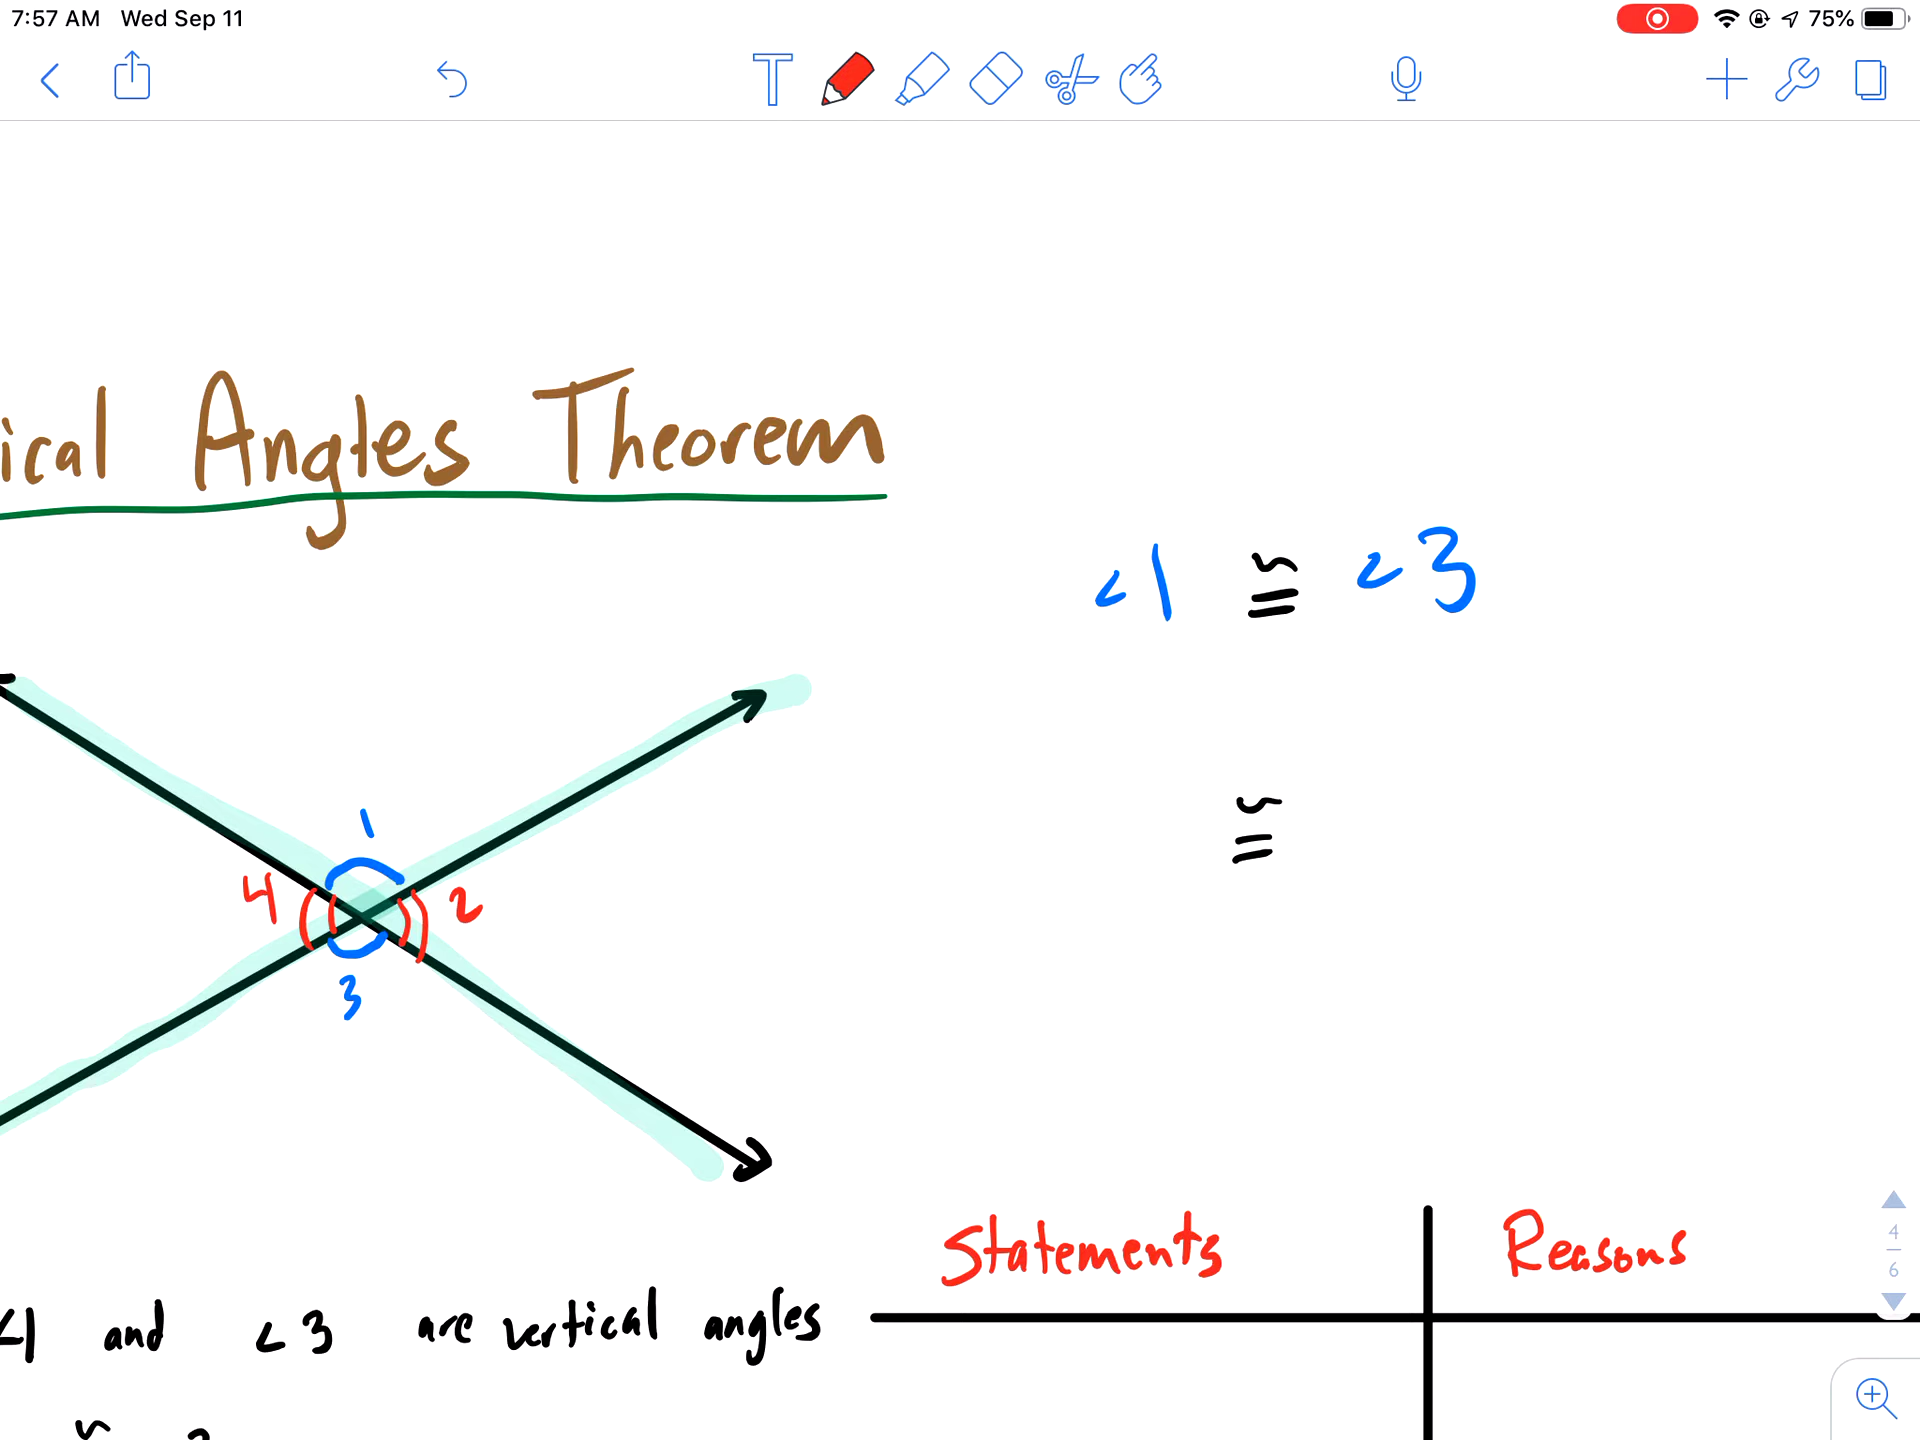 7:57 AM Wed Sep 11 75%
T
ical Angles Theorem
<1 ≅ <3
≅
1
4 2
3
Statements Reasons
4
6
<1 and <3 are vertical angles